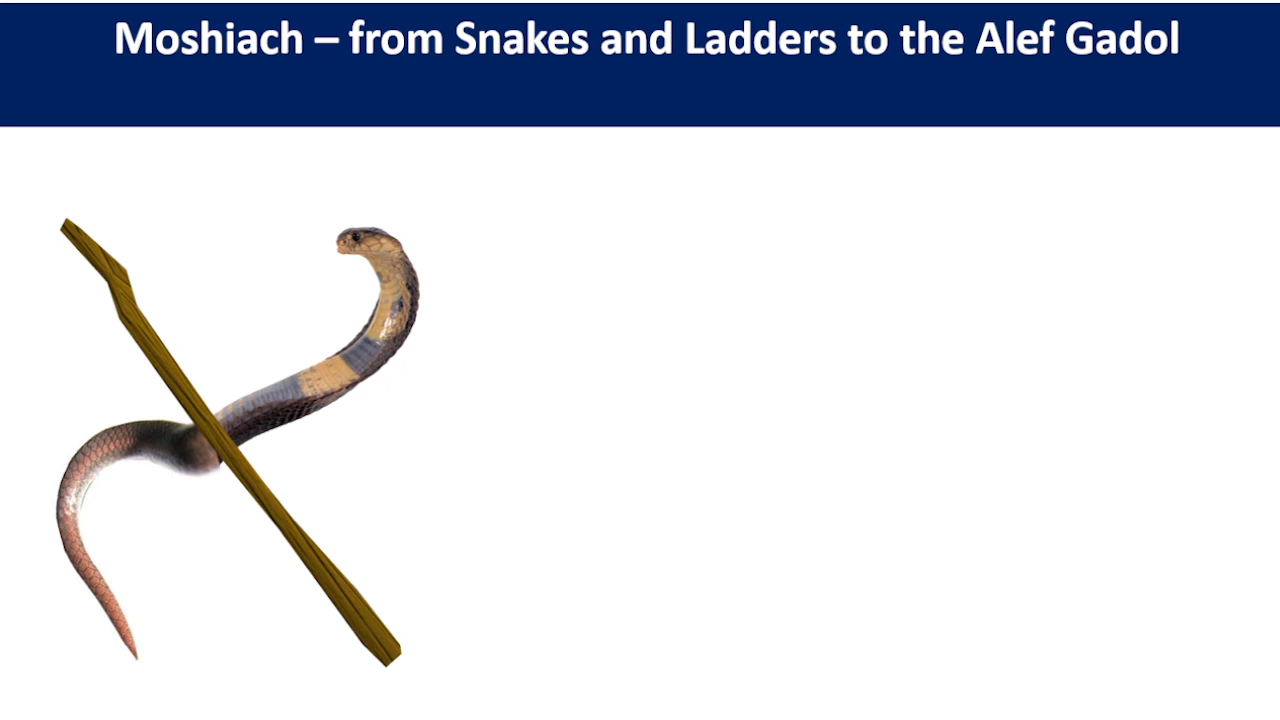 Moshiach – from Snakes and Ladders to the Alef Gadol